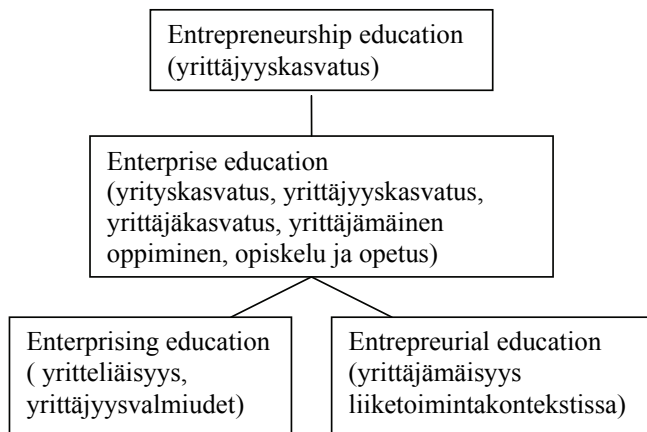 Entrepreneurship education
(yrittäjyyskasvatus)
Enterprise education
(yrityskasvatus, yrittäjyyskasvatus,
yrittäjäkasvatus, yrittäjämäinen
oppiminen, opiskelu ja opetus)
Enterprising education
( yritteliäisyys,
yrittäjyysvalmiudet)
Entrepreurial education
(yrittäjämäisyys
liiketoimintakontekstissa)